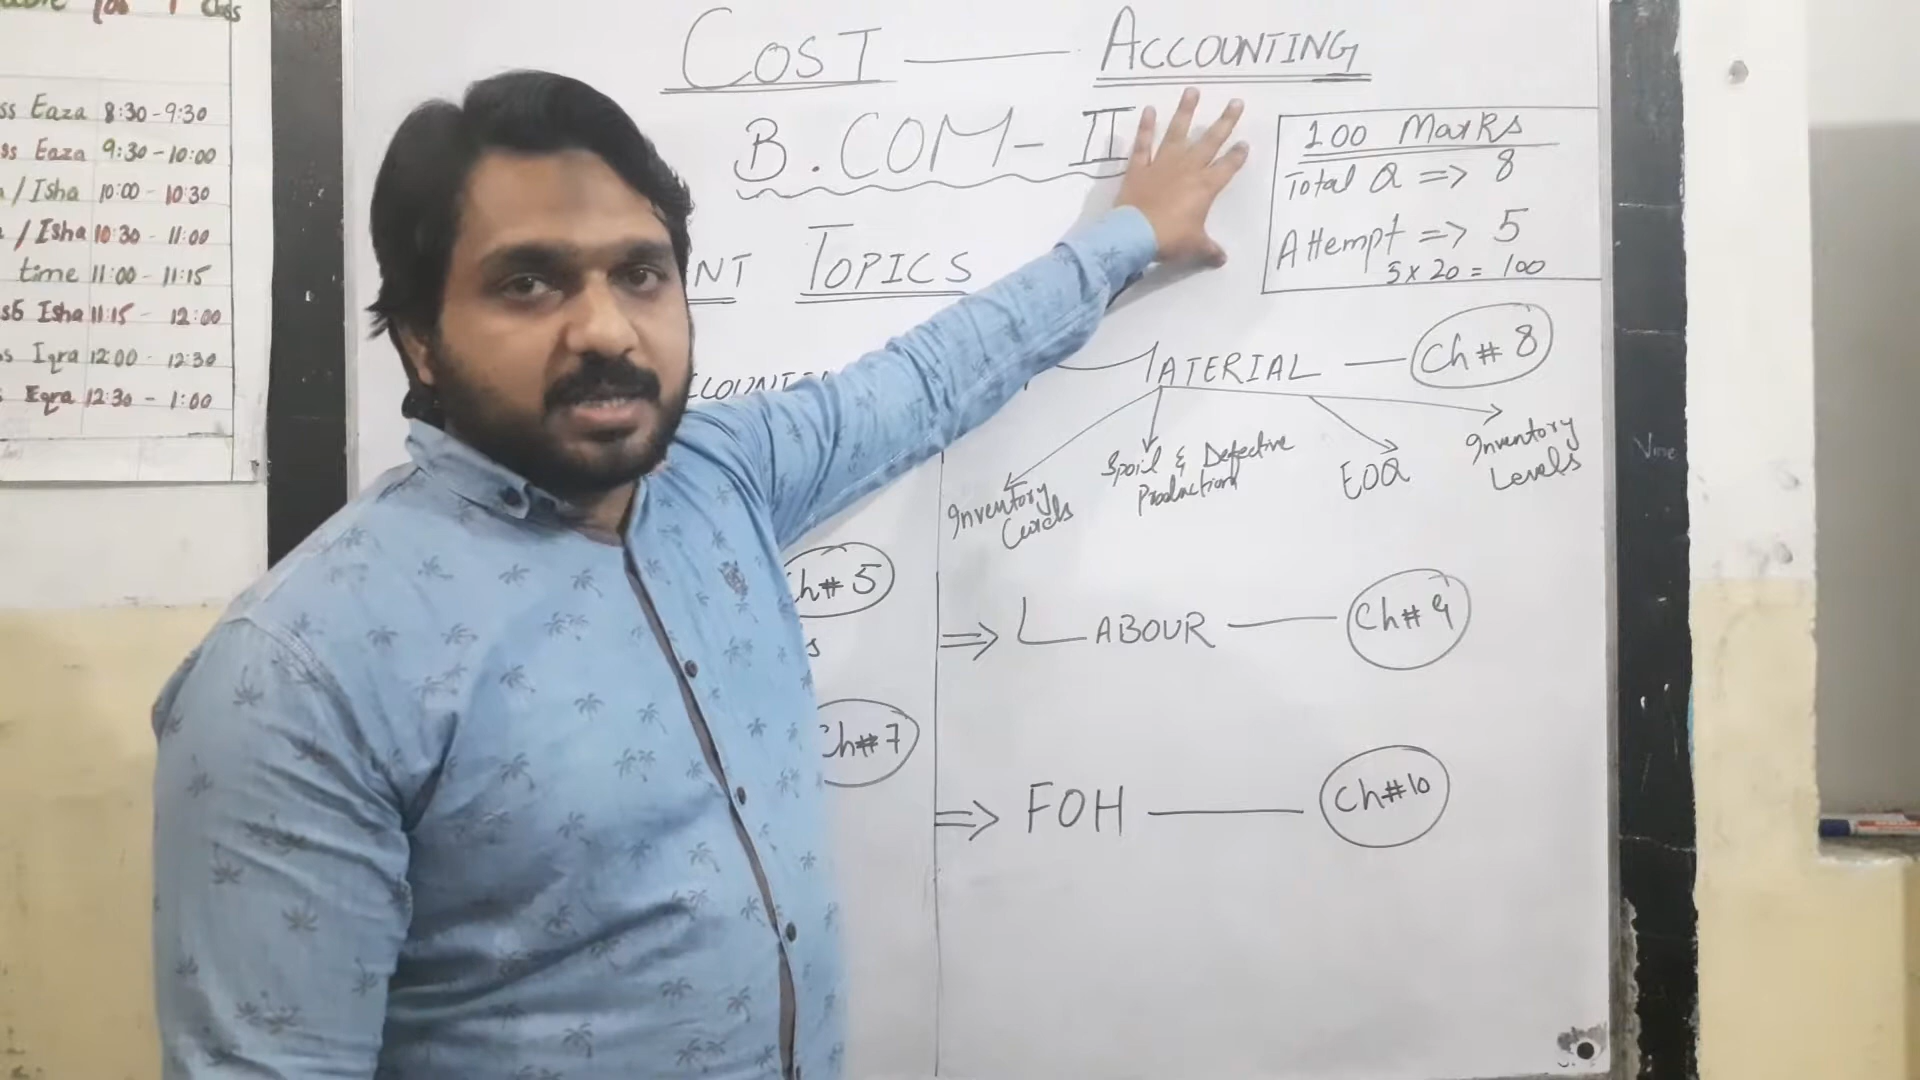 Class
ss Eaza 8:30-9:30
ss Eaza 9:30-10:00
/ Isha 10:00-10:30
/ Isha 10:30-11:00
time 11:00-11:15
Isha 11:15-12:00
s Iqra 12:00-12:30
Eqra 12:30-1:00
COST — ACCOUNTING
B.COM-II
NT TOPICS
100 MarKs
Total Q => 8
Attempt => 5
5 x 20 = 100
MATERIAL — Ch # 8
Inventory
Spoil & Defective Production
EOQ
Inventory Levels
Ch# 5
s
Ch#7
=> LABOUR — Ch# 9
=> FOH — Ch#10